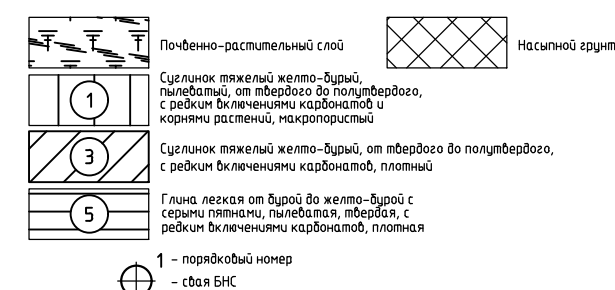 Почвенно-растительный слой
Насыпной грунт
1
Суглинок тяжелый желто-бурый,
пылеватый, от твердого до полутвердого,
с редким включениями карбонатов и
корнями растений, макропористый
3
Суглинок тяжелый желто-бурый, от твердого до полутвердого,
с редким включениями карбонатов, плотный
5
Глина легкая от бурой до желто-бурой с
серыми пятнами, пылеватая, твердая, с
редким включениями карбонатов, плотная
1 - порядковый номер
- свая БНС